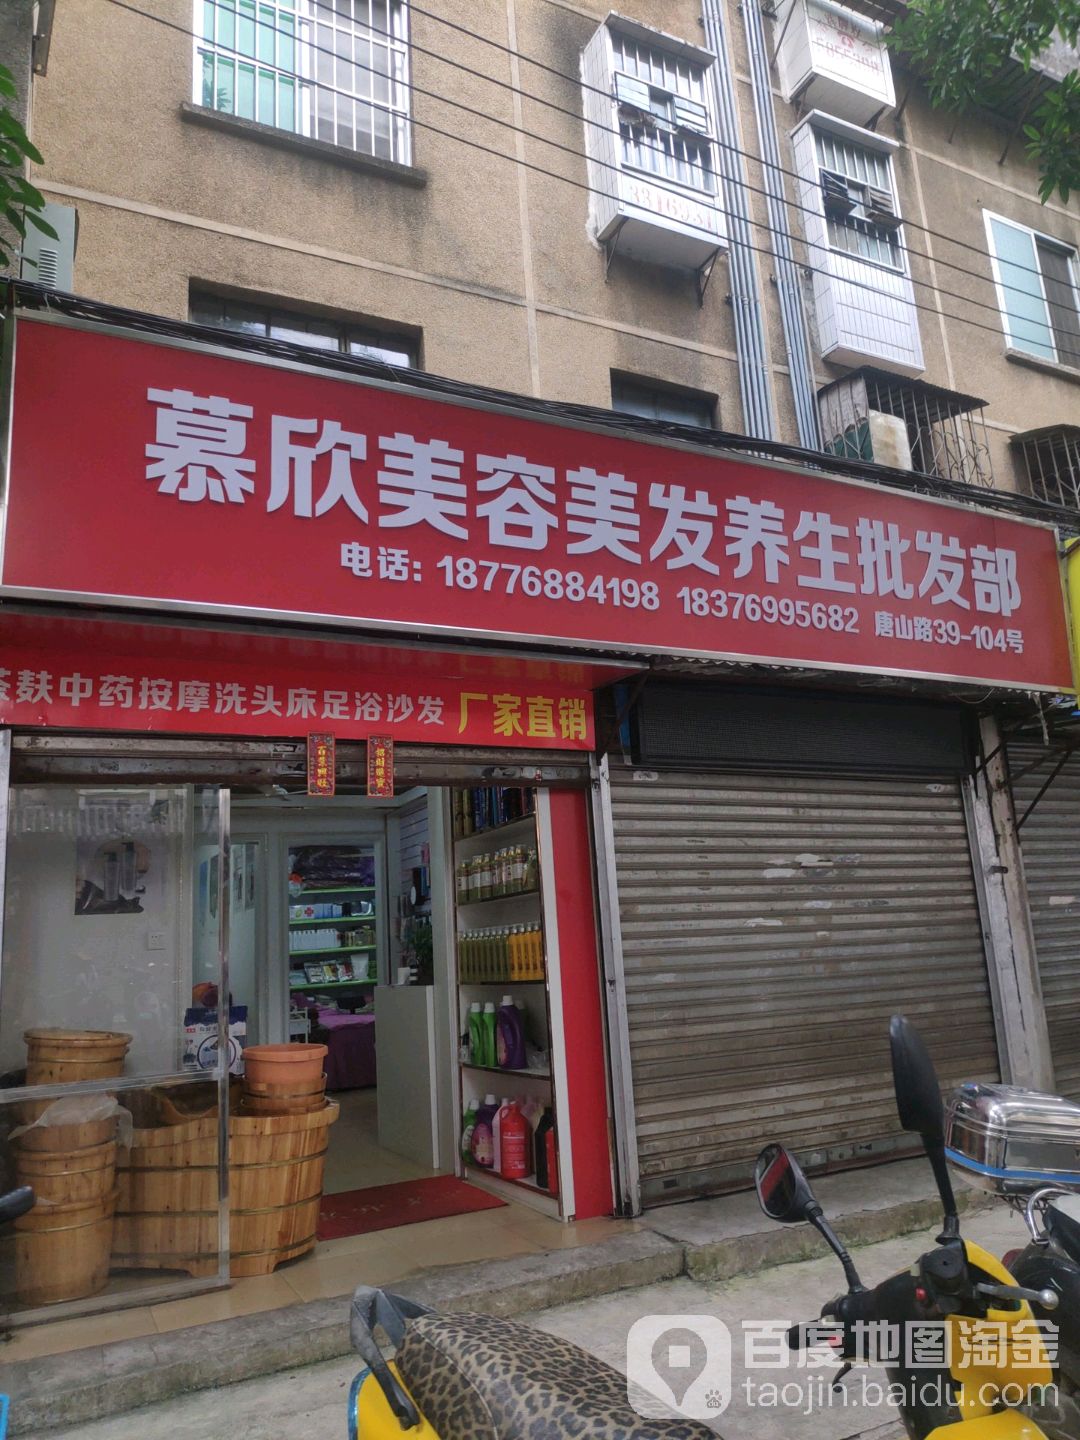 3316931
慕欣美容美发养生批发部
电话：18776884198 18376995682 唐山路39-104号
麸中药按摩洗头床足浴沙发 厂家直销
百度地图淘金
taojin.baidu.com